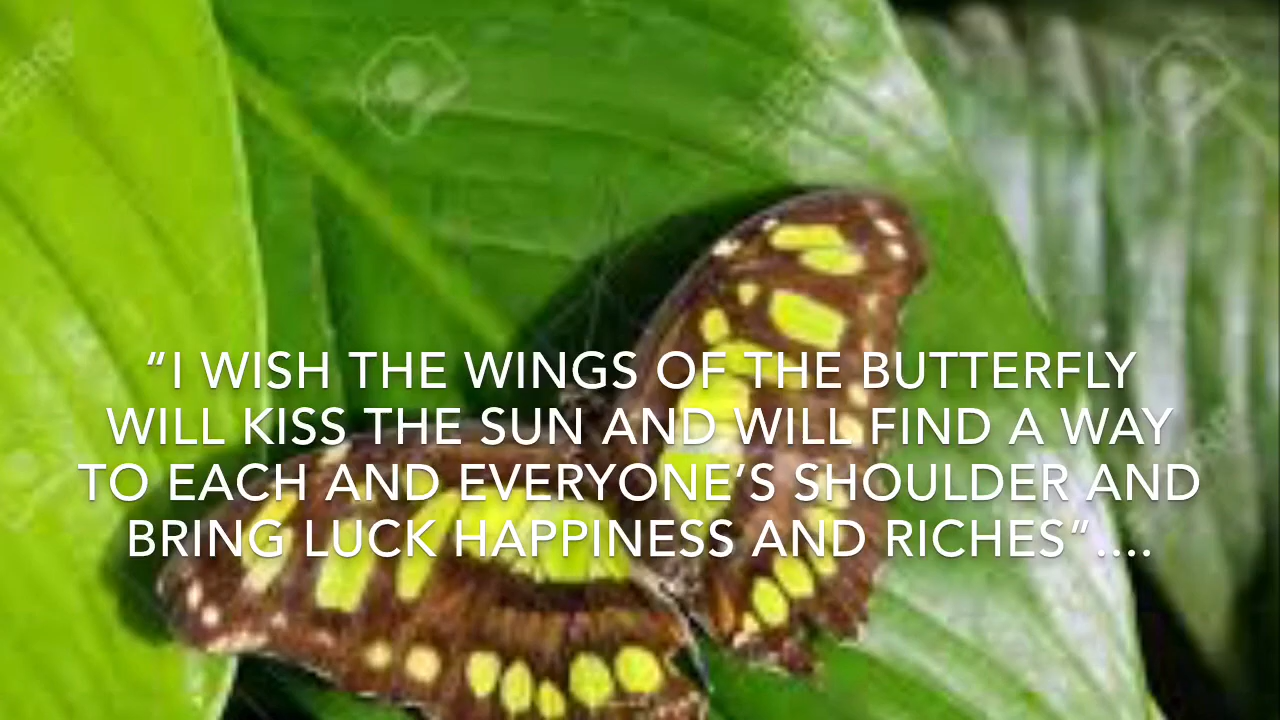 “I WISH THE WINGS OF THE BUTTERFLY
WILL KISS THE SUN AND WILL FIND A WAY
TO EACH AND EVERYONE’S SHOULDER AND
BRING LUCK HAPPINESS AND RICHES”....